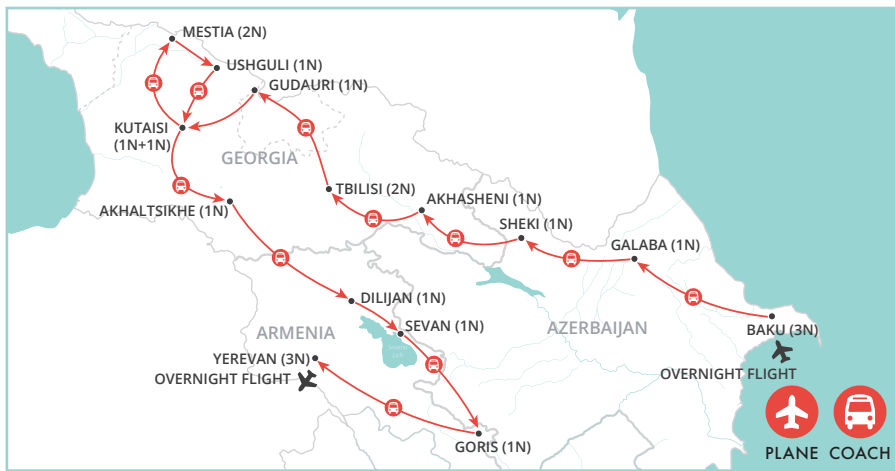 MESTIA (2N)
USHGULI (1N)
GUDAURI (1N)
KUTAISI
(1N+1N)
GEORGIA
TBILISI (2N)
AKHASHENI (1N)
AKHALTSIKHE (1N)
SHEKI (1N)
GALABA (1N)
DILIJAN (1N)
SEVAN (1N)
ARMENIA
AZERBAIJAN
BAKU (3N)
YEREVAN (3N)
OVERNIGHT FLIGHT
OVERNIGHT FLIGHT
GORIS (1N)
PLANE COACH